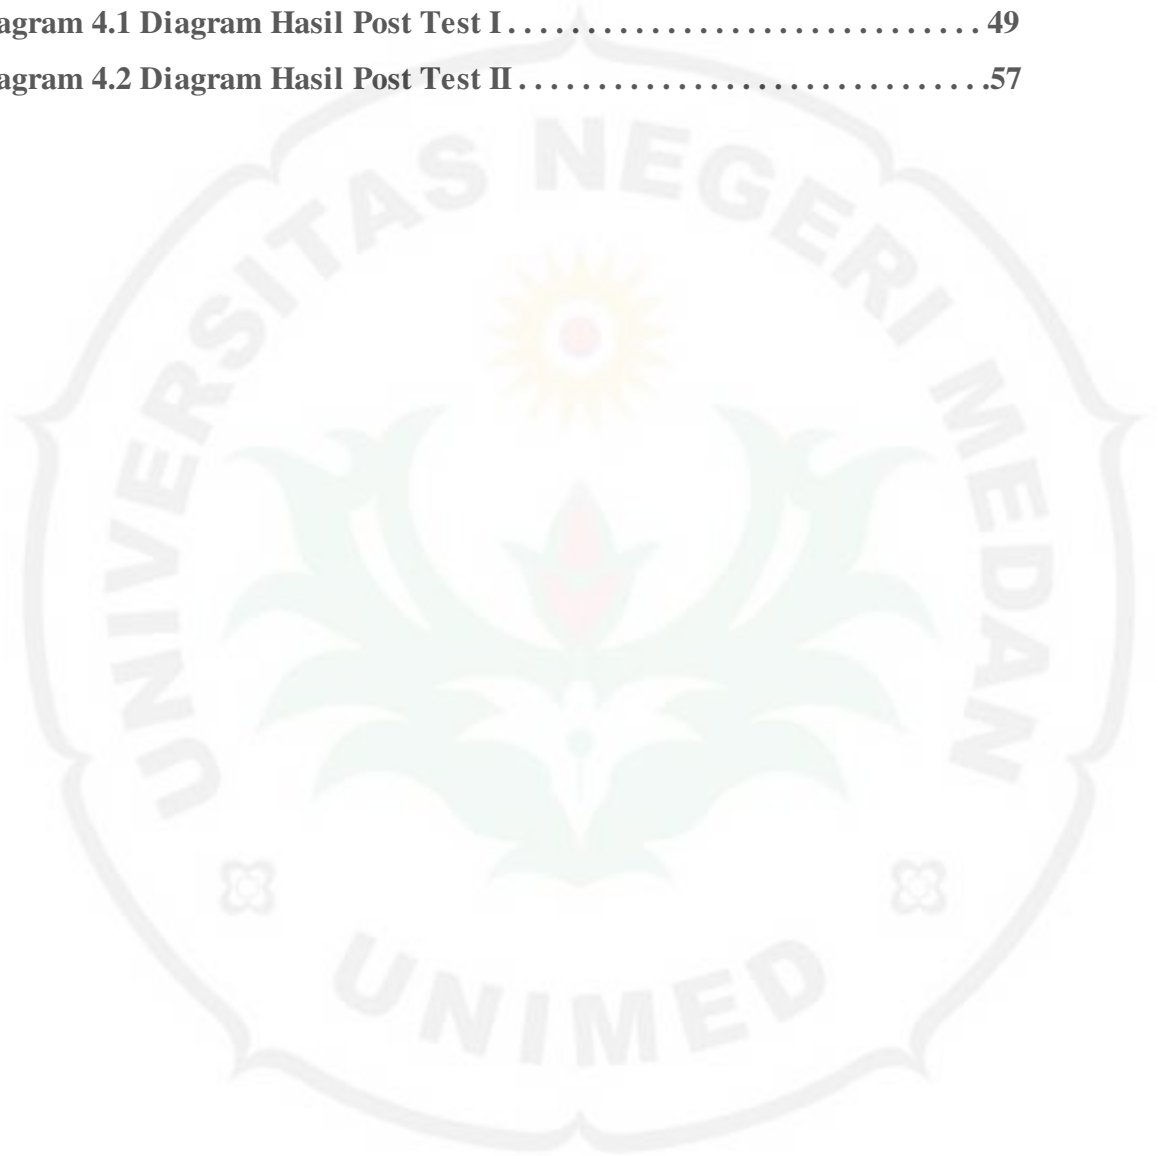 agram 4.1 Diagram Hasil Post Test I.............................. 49
agram 4.2 Diagram Hasil Post Test II..............................57
UNIVERSITAS NEGERI MEDAN
UNIMED